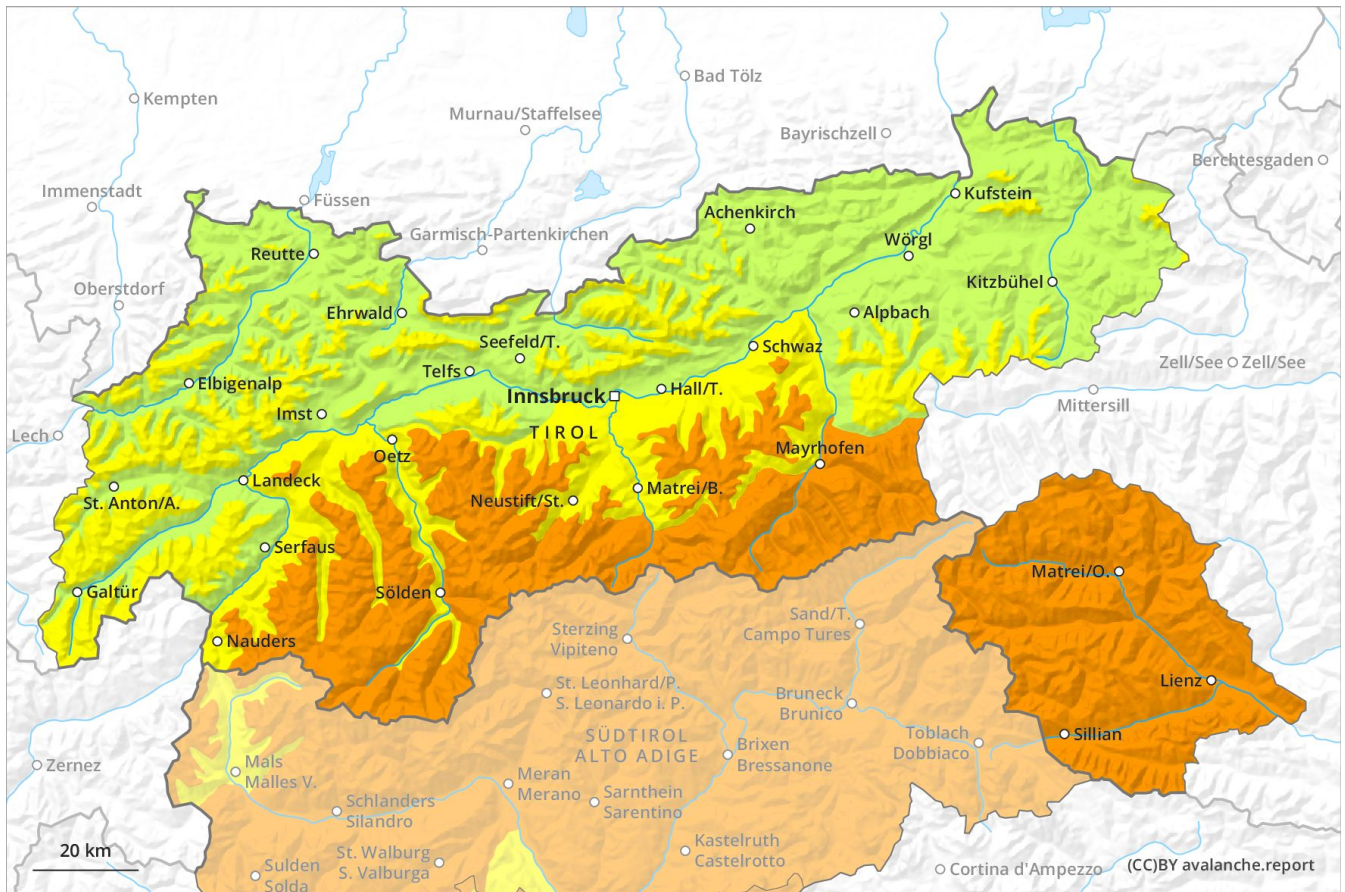 Bad Tölz
Kempten
Murnau/Staffelsee
Bayrischzell
Berchtesgaden
Immenstadt
Füssen
Kufstein
Achenkirch
Garmisch-Partenkirchen
Wörgl
Reutte
Oberstdorf
Kitzbühel
Ehrwald
Alpbach
Seefeld/T.
Schwaz
Zell/See
Zell/See
Telfs
Elbigenalp
Innsbruck
Hall/T.
Mittersill
Imst
Lech
TIROL
Mayrhofen
Oetz
Landeck
Matrei/B.
St. Anton/A.
Neustift/St.
Serfaus
Matrei/O.
Galtür
Sölden
Sand/T.
Campo Tures
Sterzing
Vipiteno
Nauders
Lienz
St. Leonhard/P.
S. Leonardo i. P.
Bruneck
Brunico
Toblach
Dobbiaco
Sillian
SÜDTIROL
ALTO ADIGE
Brixen
Bressanone
Zernez
Mals
Malles V.
Meran
Merano
Sarnthein
Sarentino
Schlanders
Silandro
Kastelruth
Castelrotto
20 km
St. Walburg
S. Valburga
Sulden
Solda
Cortina d'Ampezzo
(CC)BY avalanche.report